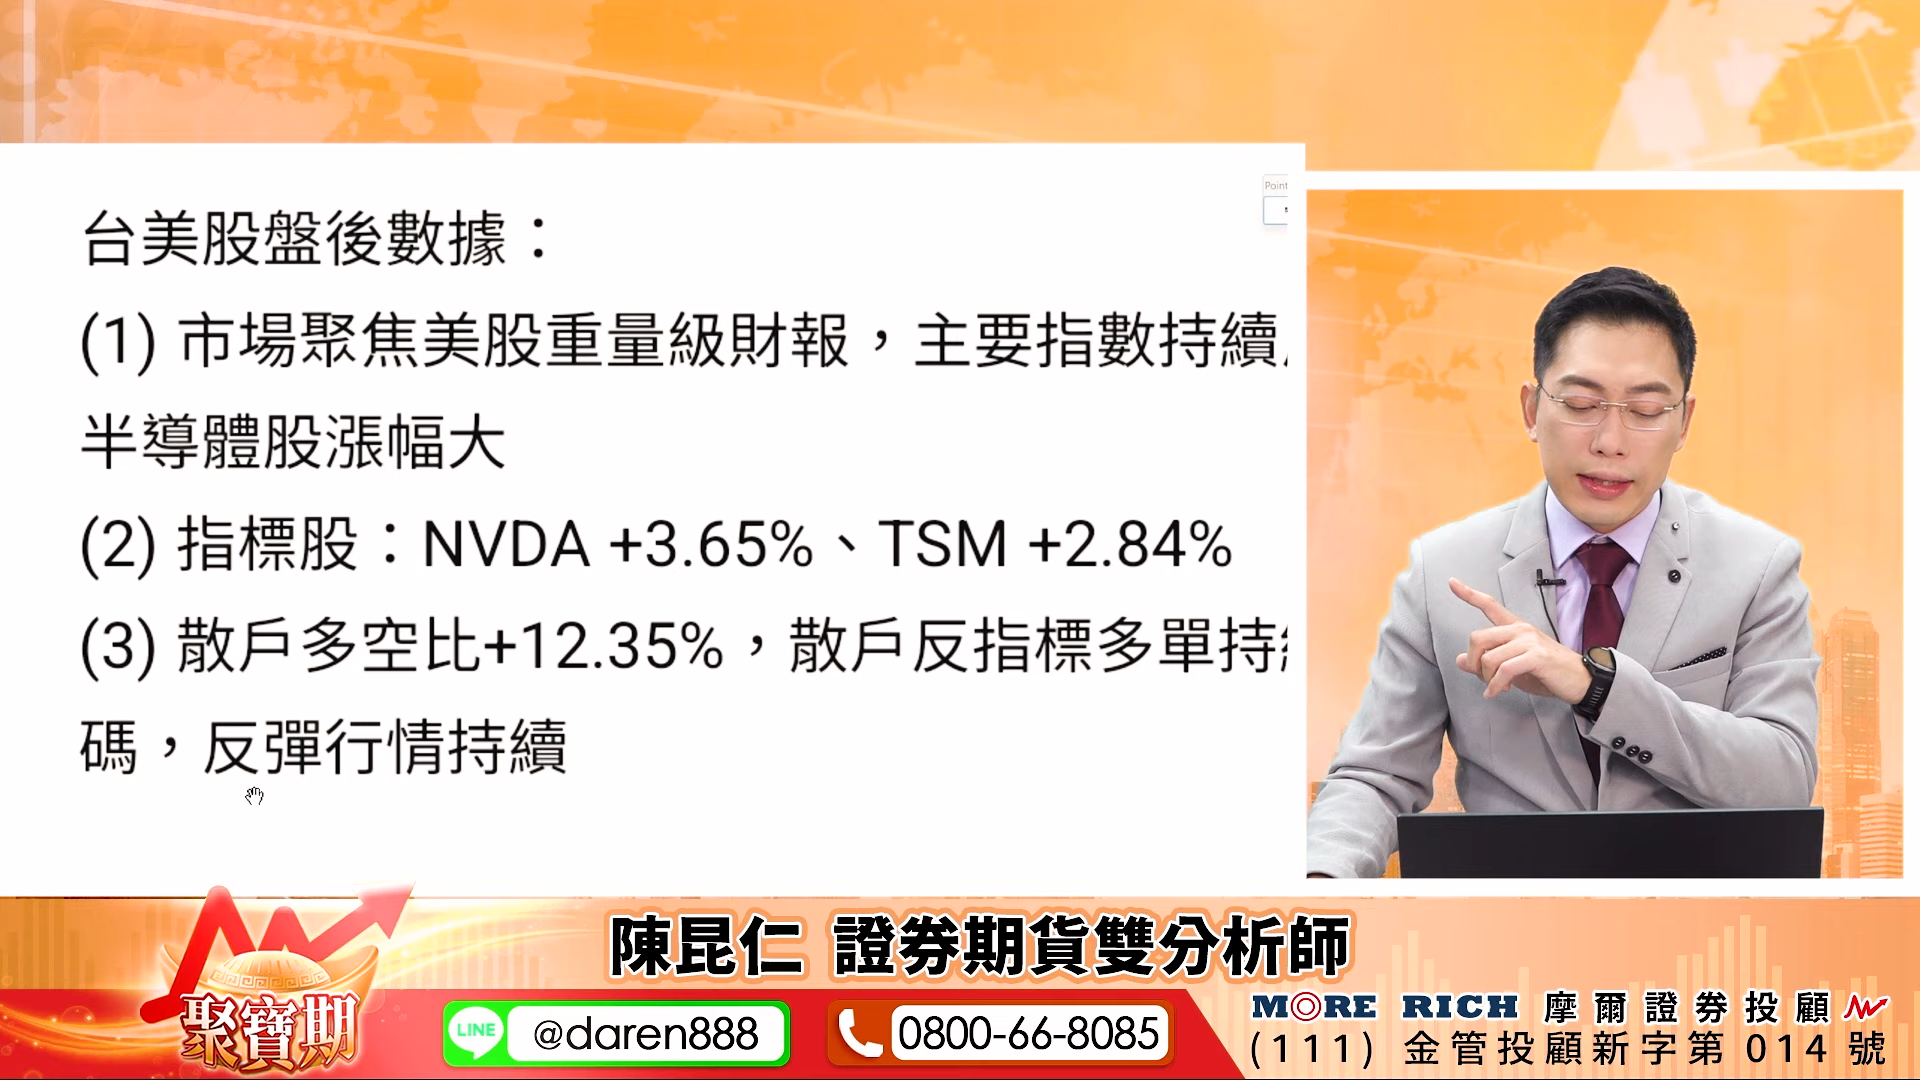 台美股盤後數據：
(1) 市場聚焦美股重量級財報，主要指數持續
半導體股漲幅大
(2) 指標股：NVDA +3.65%、TSM +2.84%
(3) 散戶多空比+12.35%，散戶反指標多單持
碼，反彈行情持續
Point
陳昆仁 證券期貨雙分析師
聚寶期
LINE @daren888
0800-66-8085
MORE RICH 摩爾證券投顧
(111) 金管投顧新字第 014 號